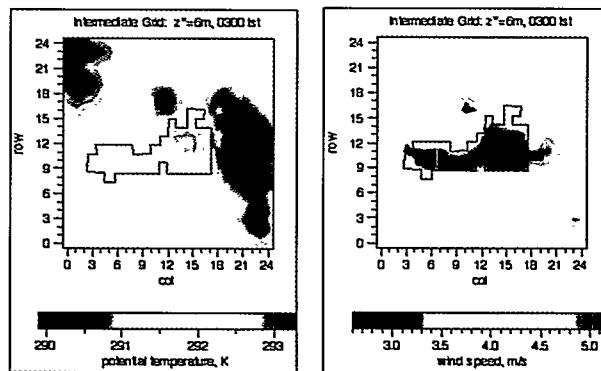 Intermediate Grid: z*=6m, 0300 lst
24
21
18
15
12
9
6
3
0
row
0 3 6 9 12 15 18 21 24
col
290 291 292 293
potential temperature, K
Intermediate Grid: z*=6m, 0300 lst
24
21
18
15
12
9
6
3
0
row
0 3 6 9 12 15 18 21 24
col
3.0 3.5 4.0 4.5 5.0
wind speed, m/s